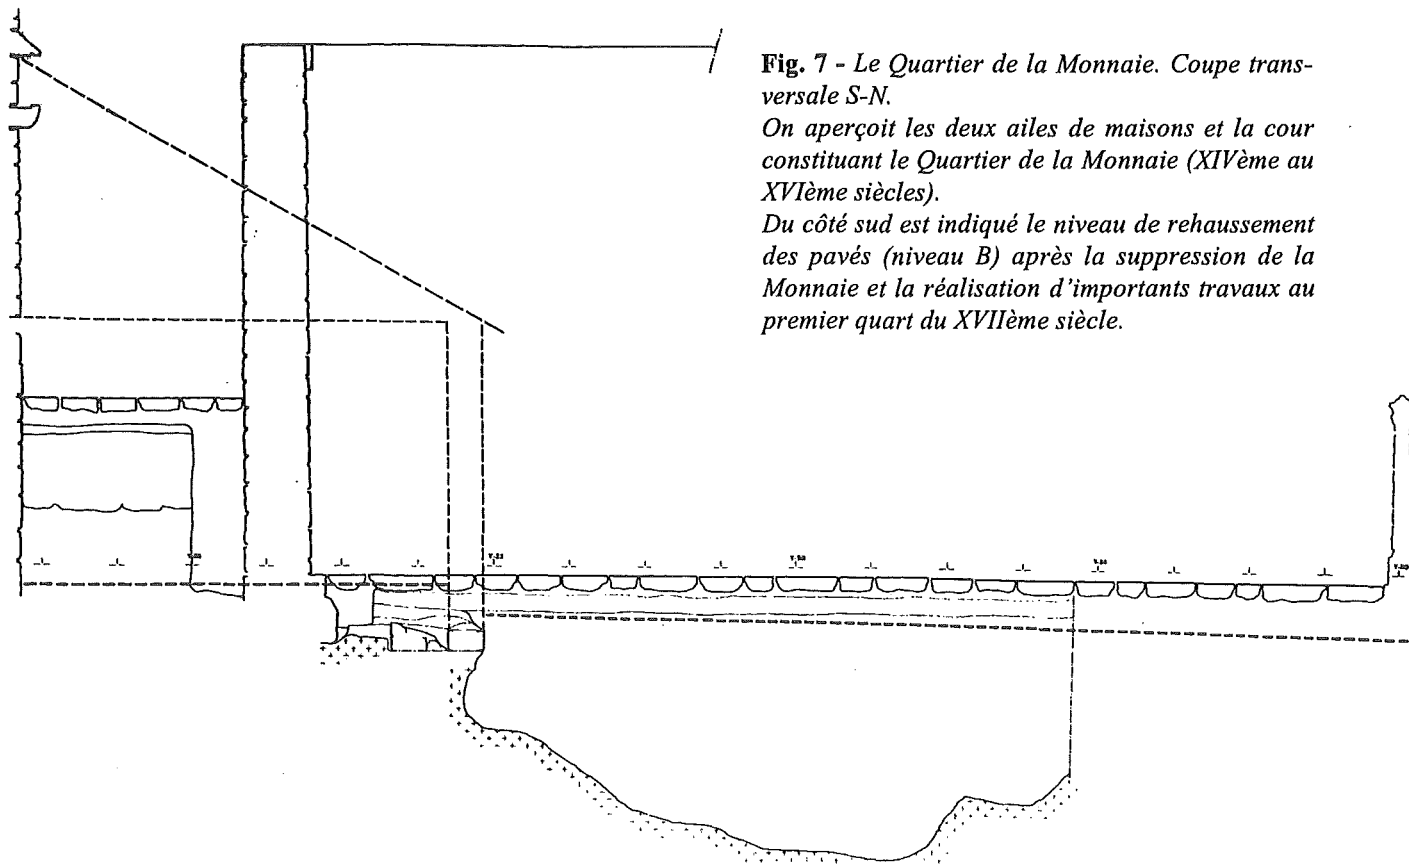 Fig. 7 - Le Quartier de la Monnaie. Coupe trans-
versale S-N.
On aperçoit les deux ailes de maisons et la cour
constituant le Quartier de la Monnaie (XIVème au
XVIème siècles).
Du côté sud est indiqué le niveau de rehaussement
des pavés (niveau B) après la suppression de la
Monnaie et la réalisation d'importants travaux au
premier quart du XVIIème siècle.